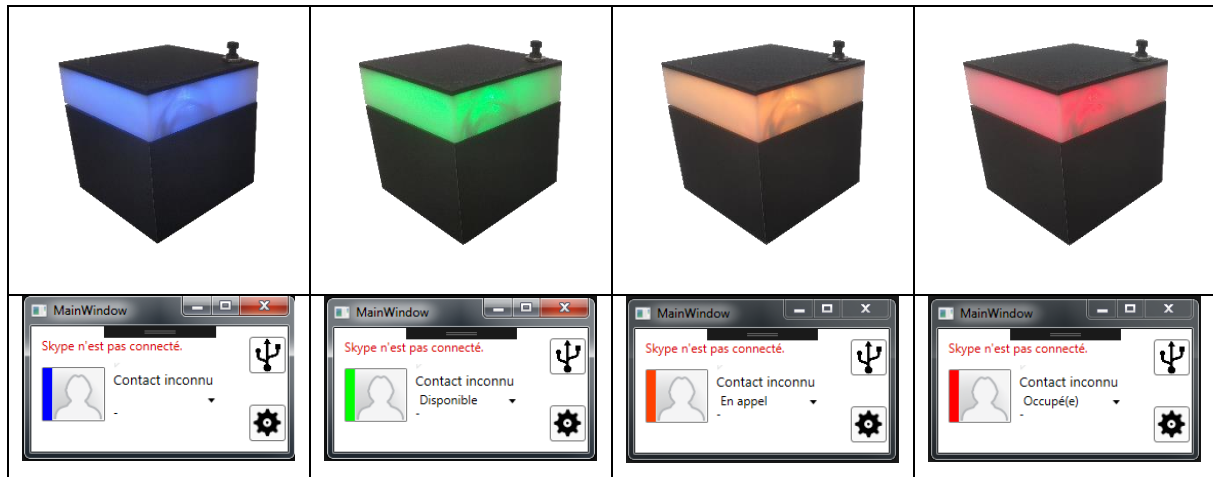 MainWindow
Skype n'est pas connecté.
Contact inconnu
-
MainWindow
Skype n'est pas connecté.
Contact inconnu
Disponible
-
MainWindow
Skype n'est pas connecté.
Contact inconnu
En appel
-
MainWindow
Skype n'est pas connecté.
Contact inconnu
Occupé(e)
-